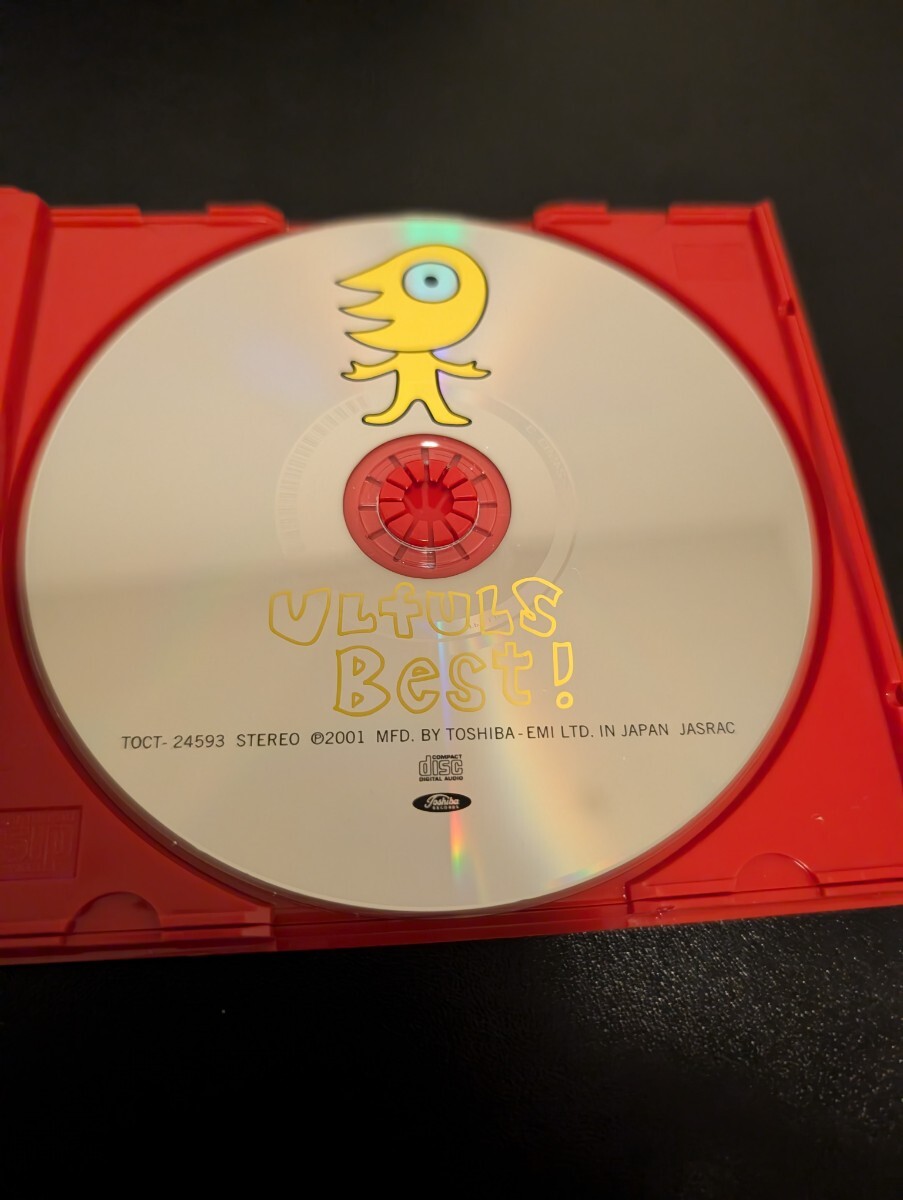 ULfuLS
Best!
TOCT-24593 STEREO ℗2001 MFD. BY TOSHIBA-EMI LTD. IN JAPAN JASRAC
COMPACT
disc
DIGITAL AUDIO
Toshiba
RECORDS